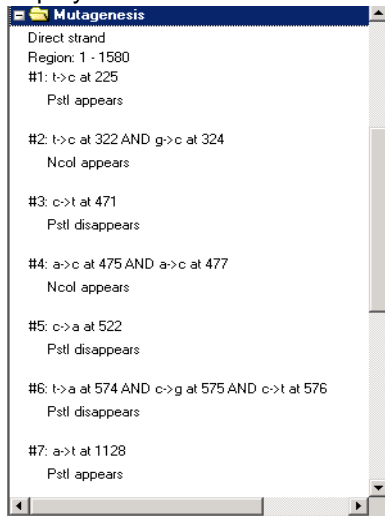 Mutagenesis
Direct strand
Region: 1 - 1580
#1: t->c at 225
PstI appears
#2: t->c at 322 AND g->c at 324
NcoI appears
#3: c->t at 471
PstI disappears
#4: a->c at 475 AND a->c at 477
NcoI appears
#5: c->a at 522
PstI disappears
#6: t->a at 574 AND c->g at 575 AND c->t at 576
PstI disappears
#7: a->t at 1128
PstI appears